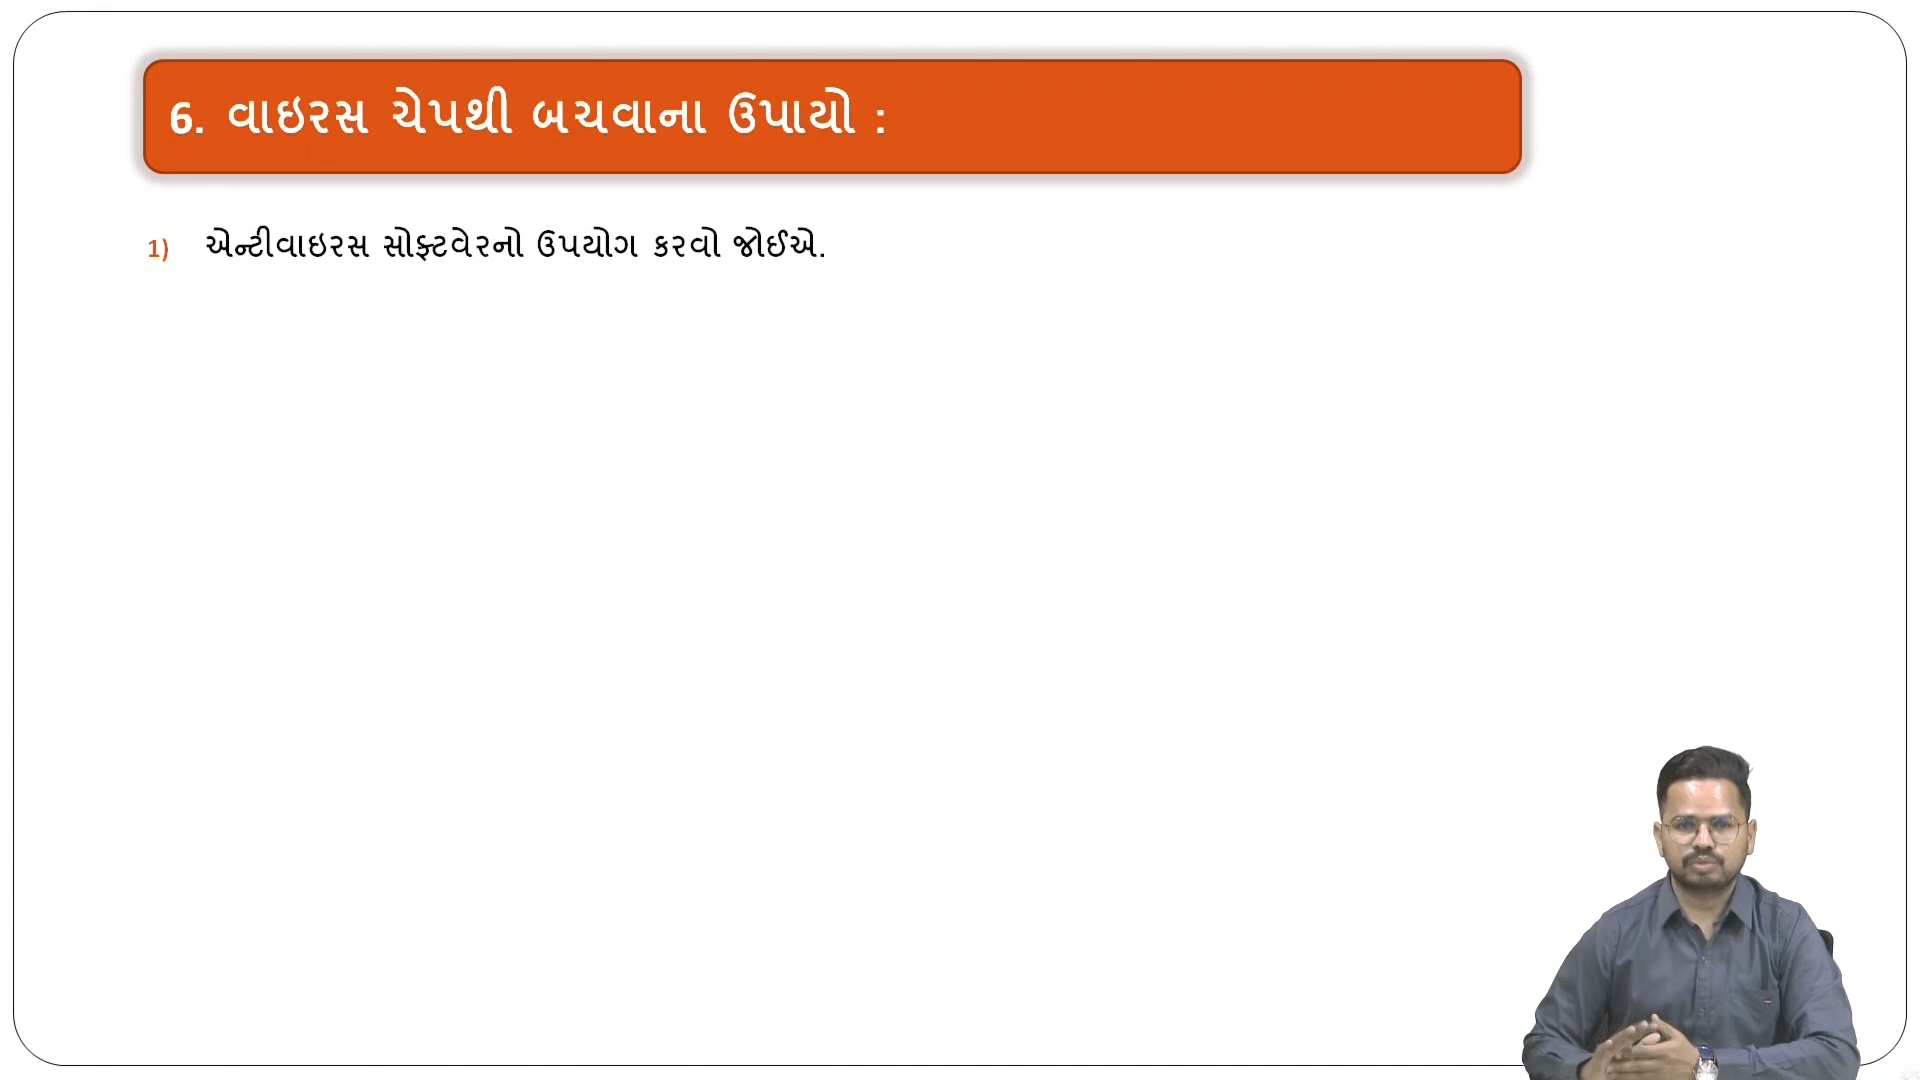 6. વાઇરસ ચેપથી બચવાના ઉપાયો :
1) એન્ટીવાઇરસ સોફ્ટવેરનો ઉપયોગ કરવો જોઈએ.